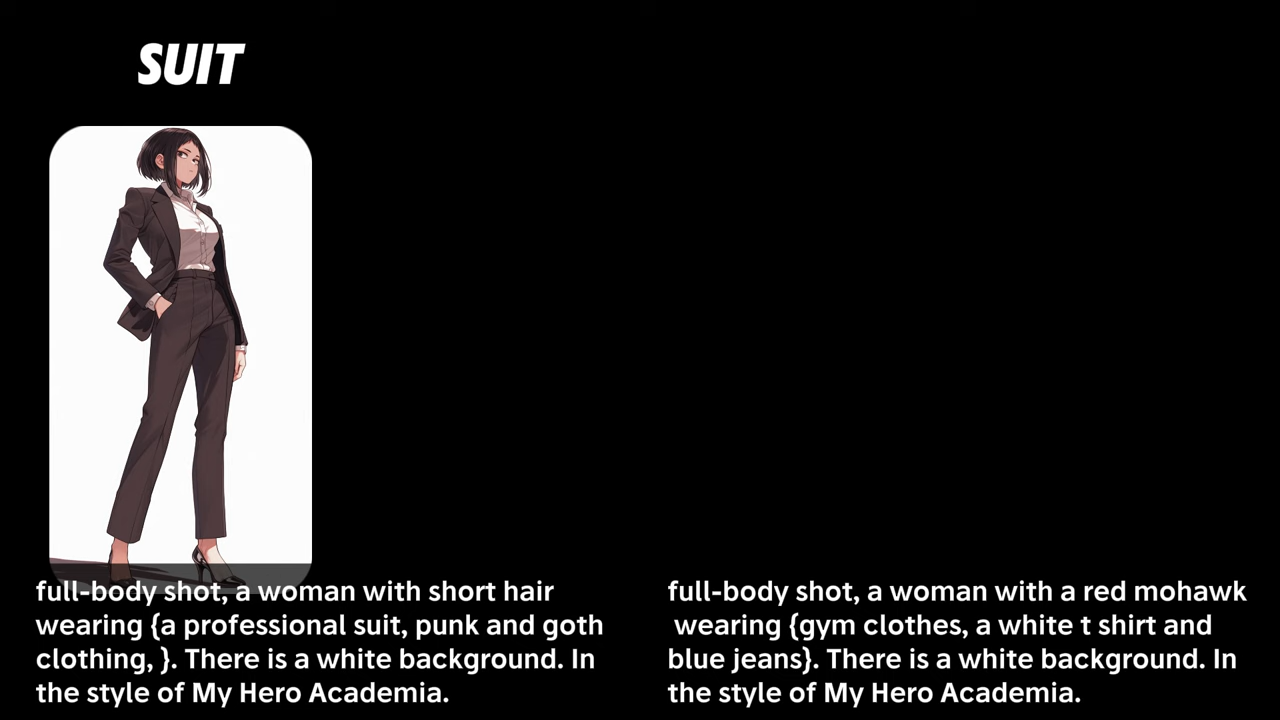 SUIT
full-body shot, a woman with short hair
wearing {a professional suit, punk and goth
clothing, }. There is a white background. In
the style of My Hero Academia.
full-body shot, a woman with a red mohawk
wearing {gym clothes, a white t shirt and
blue jeans}. There is a white background. In
the style of My Hero Academia.